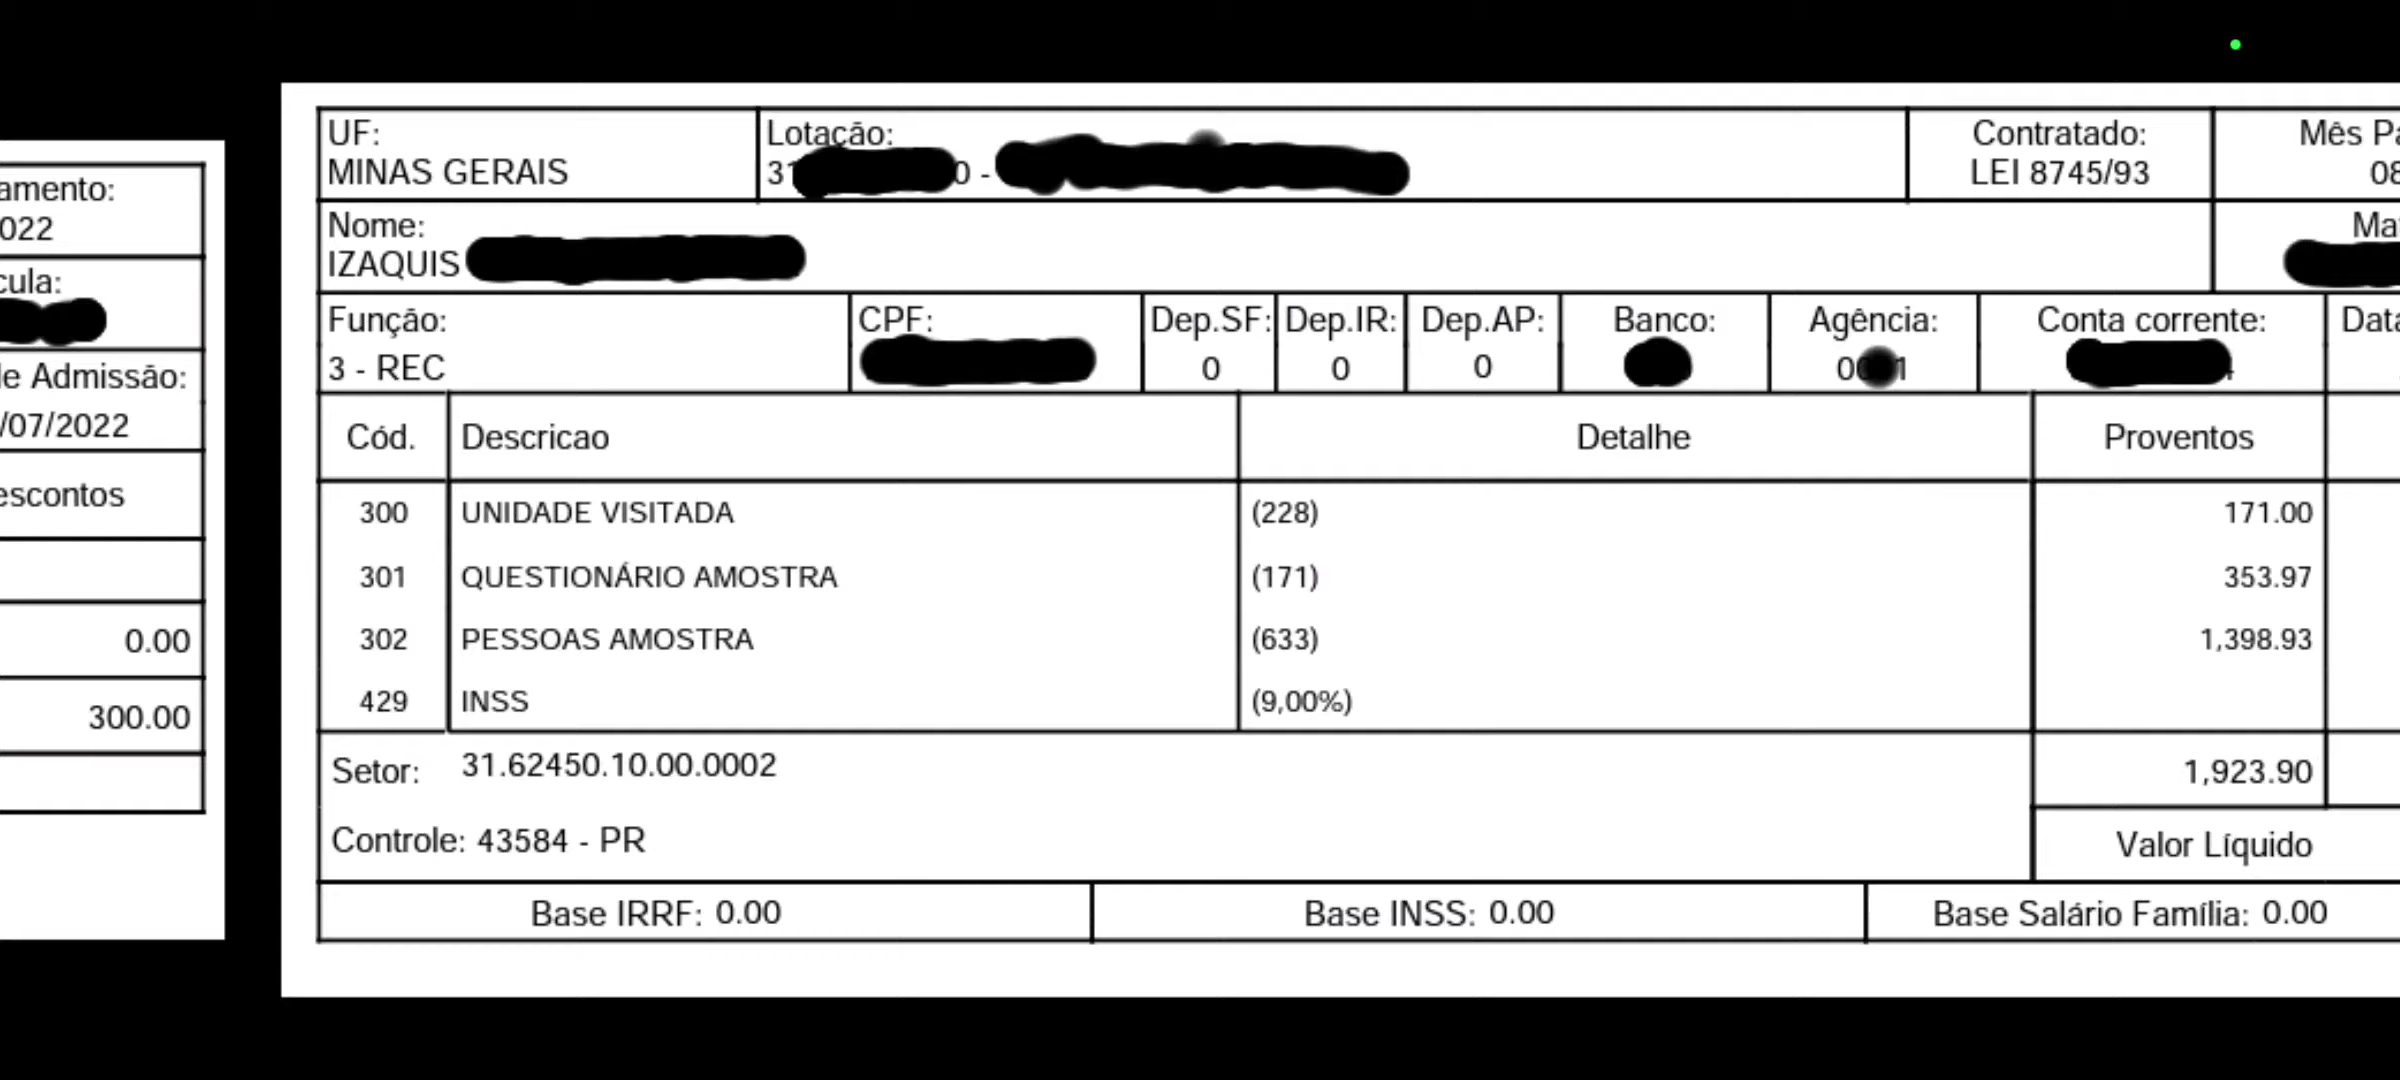 amento:
022
cula:
de Admissão:
/07/2022
escontos
0.00
300.00
UF:
MINAS GERAIS
Lotação:
31 0 -
Contratado:
LEI 8745/93
Mês Pa
08
Nome:
IZAQUIS
Mat
Função:
3 - REC
CPF:
Dep.SF:
0
Dep.IR:
0
Dep.AP:
0
Banco:
Agência:
Conta corrente:
Data
Cód. Descricao Detalhe Proventos
300 UNIDADE VISITADA (228) 171.00
301 QUESTIONÁRIO AMOSTRA (171) 353.97
302 PESSOAS AMOSTRA (633) 1,398.93
429 INSS (9,00%)
Setor: 31.62450.10.00.0002 1,923.90
Controle: 43584 - PR Valor Líquido
Base IRRF: 0.00 Base INSS: 0.00 Base Salário Família: 0.00